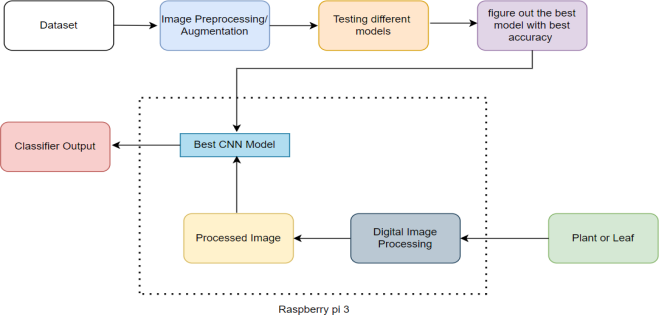 Dataset
Image Preprocessing/
Augmentation
Testing different
models
figure out the best
model with best
accuracy
Classifier Output
Best CNN Model
Processed Image
Digital Image
Processing
Plant or Leaf
Raspberry pi 3